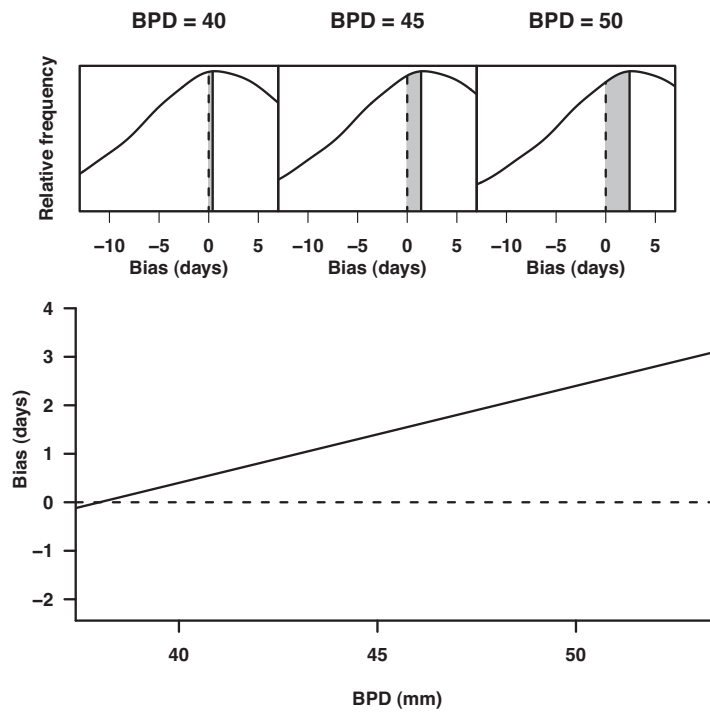 BPD = 40 BPD = 45 BPD = 50
Relative frequency
−10 −5 0 5 −10 −5 0 5 −10 −5 0 5
Bias (days) Bias (days) Bias (days)
4
3
2
1
0
−1
−2
Bias (days)
40 45 50
BPD (mm)